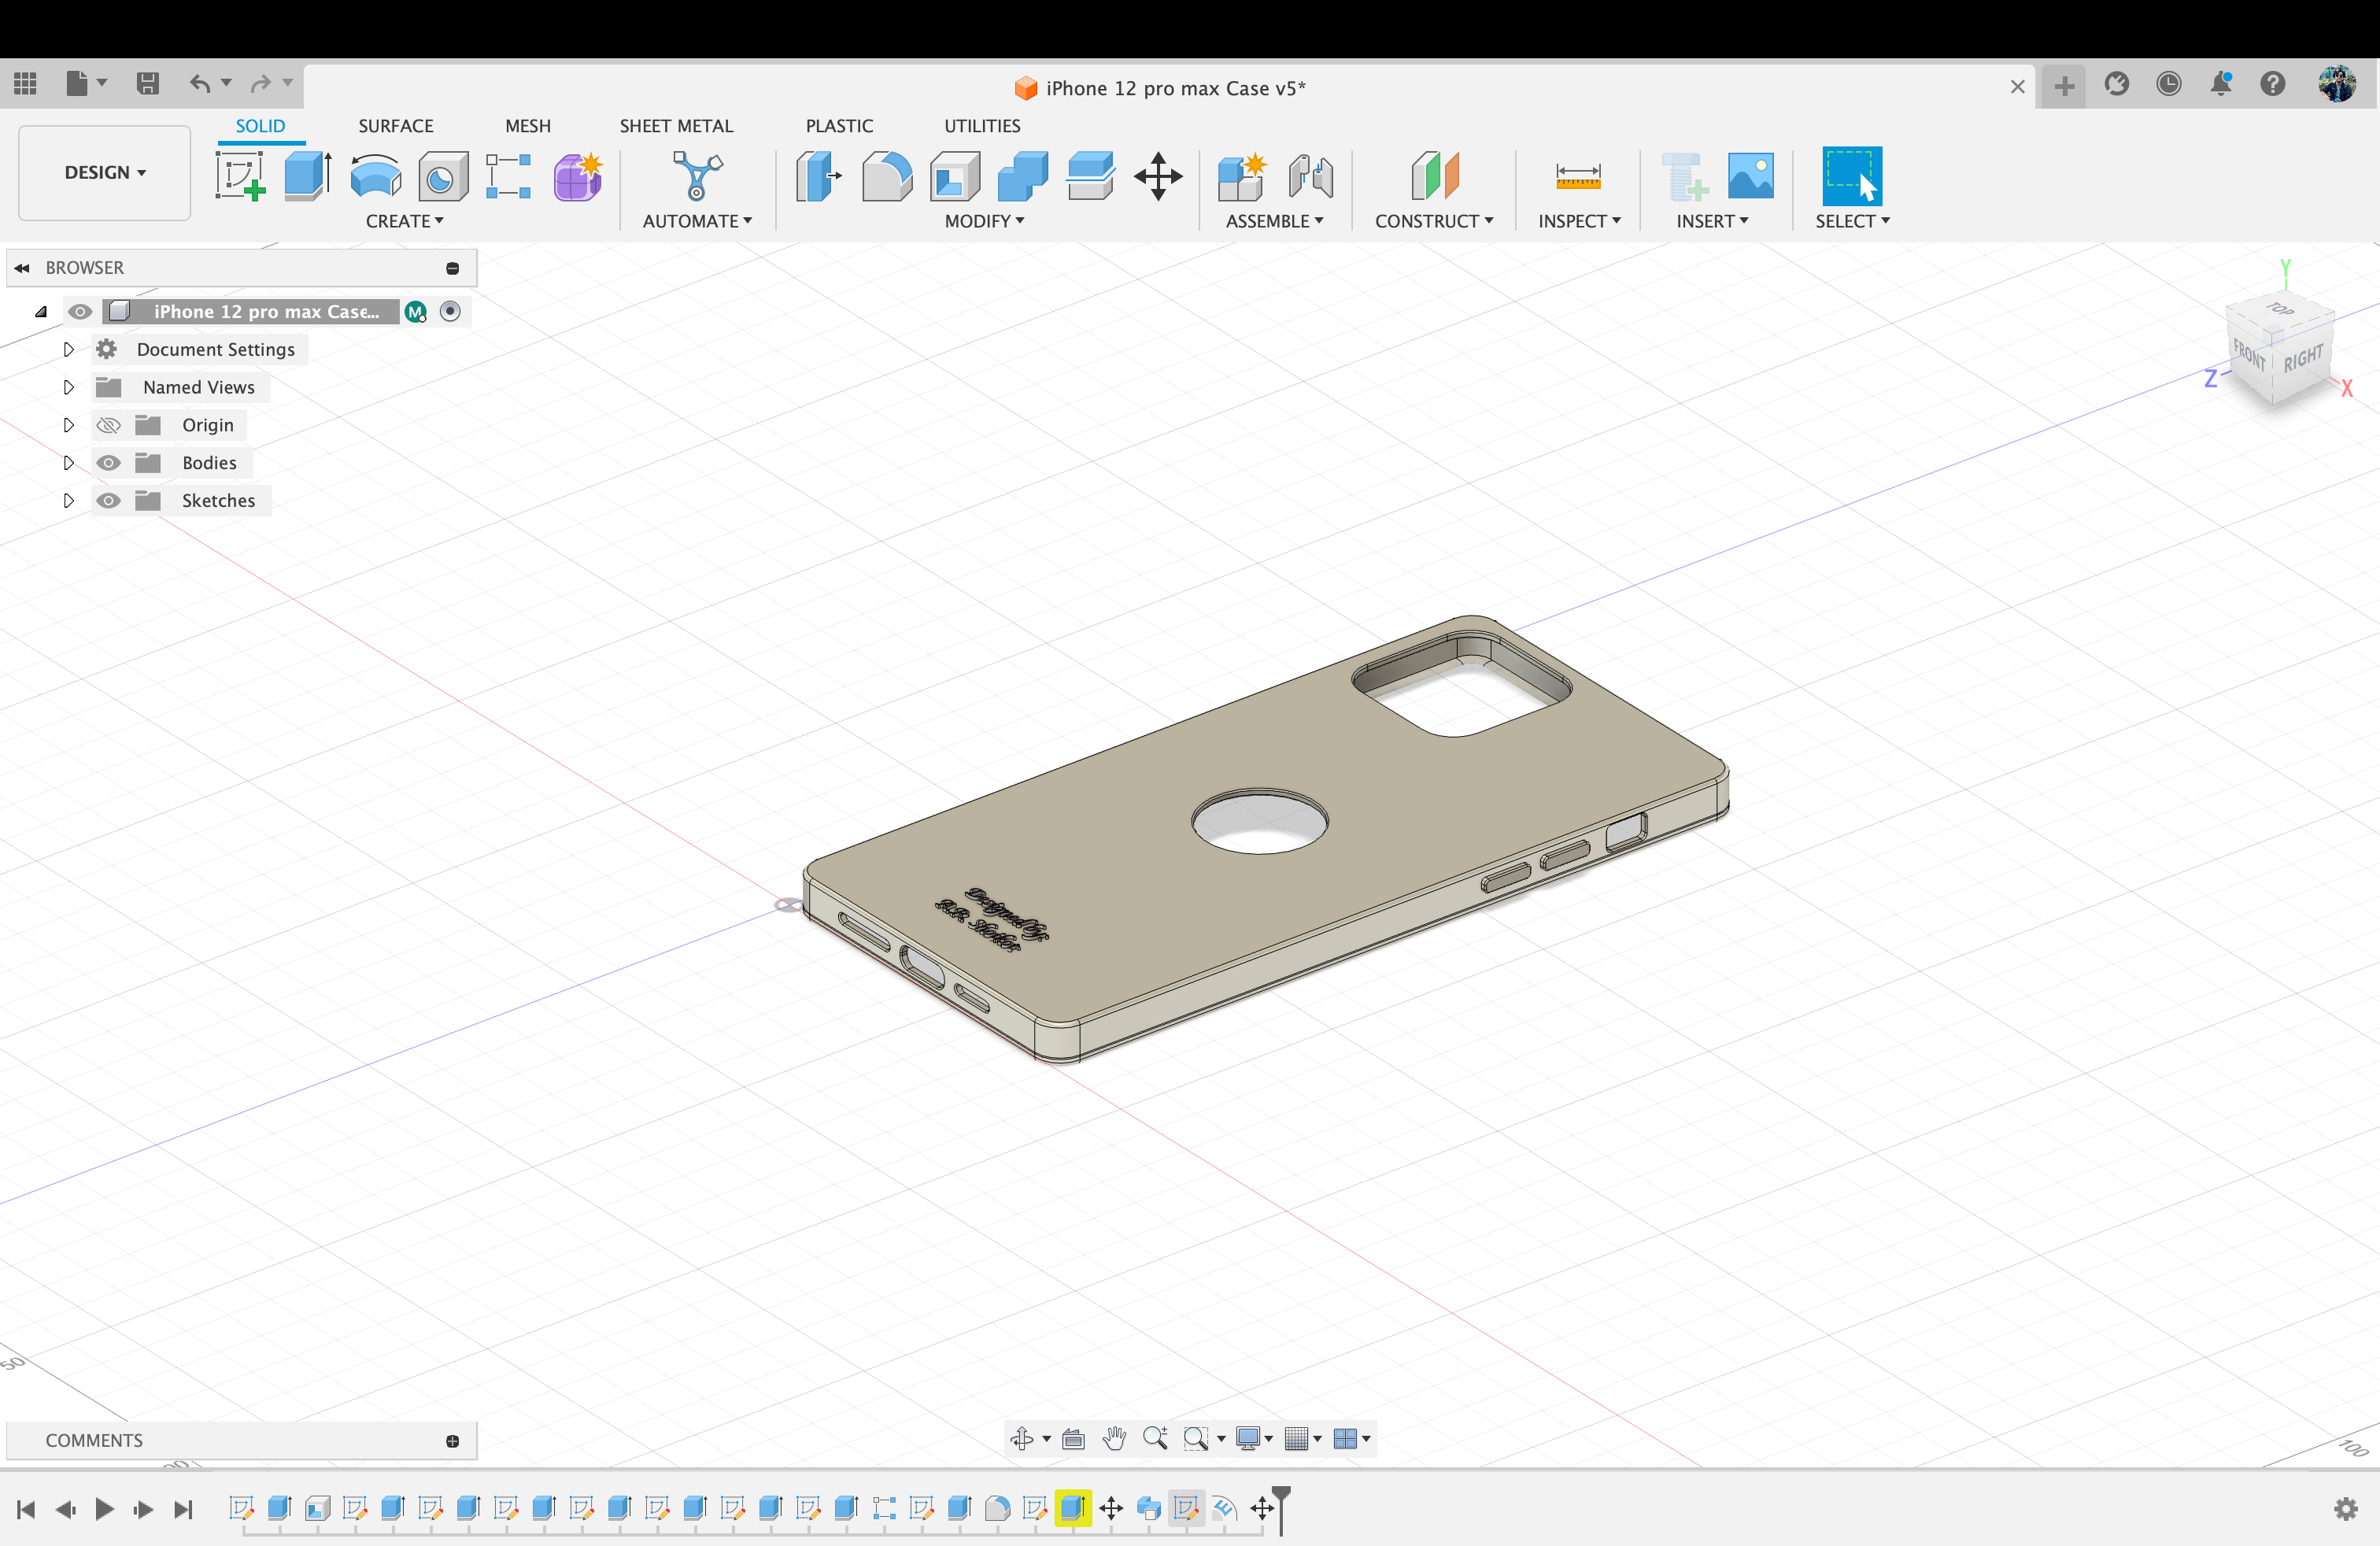 iPhone 12 pro max Case v5*
DESIGN
SOLID
SURFACE
MESH
SHEET METAL
PLASTIC
UTILITIES
CREATE
AUTOMATE
MODIFY
ASSEMBLE
CONSTRUCT
INSPECT
INSERT
SELECT
BROWSER
iPhone 12 pro max Case...
M
Document Settings
Named Views
Origin
Bodies
Sketches
Y
TOP
FRONT
RIGHT
Z
X
Designed by
50
100
COMMENTS